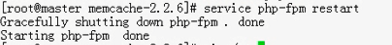 [root@master memcache-2.2.6]# service php-fpm restart
Gracefully shutting down php-fpm . done
Starting php-fpm  done